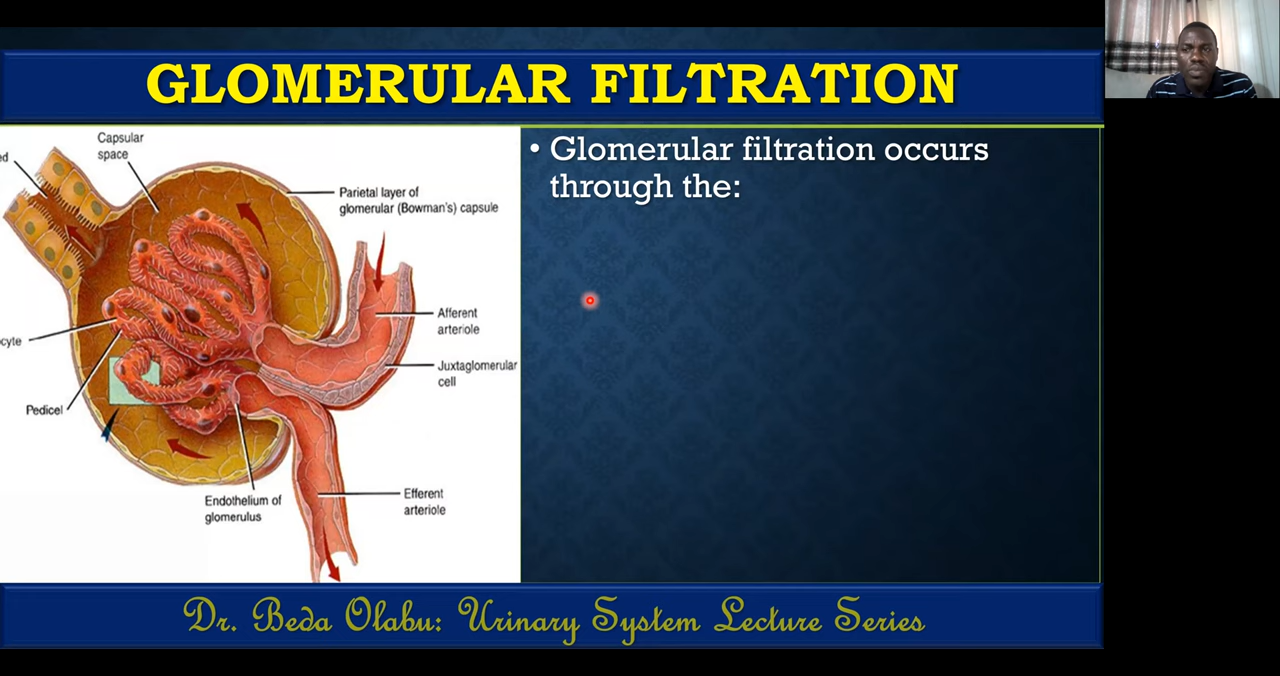 GLOMERULAR FILTRATION
Capsular
space
ed
Parietal layer of
glomerular (Bowman's) capsule
Afferent
arteriole
Juxtaglomerular
cell
cyte
Pedicel
Endothelium of
glomerulus
Efferent
arteriole
• Glomerular filtration occurs
through the:
Dr. Beda Olabu: Urinary System Lecture Series